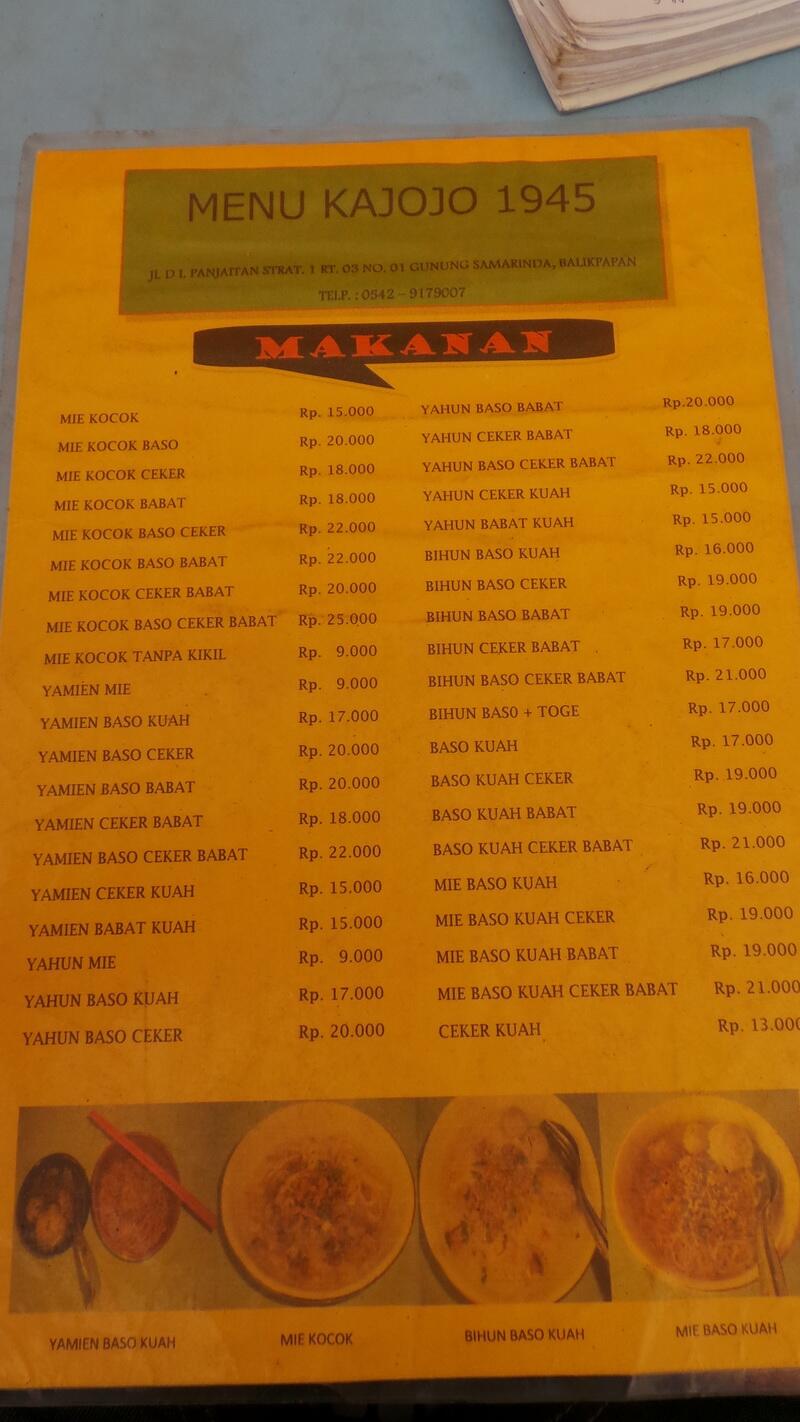 MENU KAJOJO 1945
JL D I. PANJAITAN STRAT. 1 RT. 03 NO. 01 GUNUNG SAMARINDA, BALIKPAPAN
TELP. : 0542 – 9179007
MAKANAN
MIE KOCOK Rp. 15.000
MIE KOCOK BASO Rp. 20.000
MIE KOCOK CEKER Rp. 18.000
MIE KOCOK BABAT Rp. 18.000
MIE KOCOK BASO CEKER Rp. 22.000
MIE KOCOK BASO BABAT Rp. 22.000
MIE KOCOK CEKER BABAT Rp. 20.000
MIE KOCOK BASO CEKER BABAT Rp. 25.000
MIE KOCOK TANPA KIKIL Rp. 9.000
YAMIEN MIE Rp. 9.000
YAMIEN BASO KUAH Rp. 17.000
YAMIEN BASO CEKER Rp. 20.000
YAMIEN BASO BABAT Rp. 20.000
YAMIEN CEKER BABAT Rp. 18.000
YAMIEN BASO CEKER BABAT Rp. 22.000
YAMIEN CEKER KUAH Rp. 15.000
YAMIEN BABAT KUAH Rp. 15.000
YAHUN MIE Rp. 9.000
YAHUN BASO KUAH Rp. 17.000
YAHUN BASO CEKER Rp. 20.000
YAHUN BASO BABAT Rp.20.000
YAHUN CEKER BABAT Rp. 18.000
YAHUN BASO CEKER BABAT Rp. 22.000
YAHUN CEKER KUAH Rp. 15.000
YAHUN BABAT KUAH Rp. 15.000
BIHUN BASO KUAH Rp. 16.000
BIHUN BASO CEKER Rp. 19.000
BIHUN BASO BABAT Rp. 19.000
BIHUN CEKER BABAT Rp. 17.000
BIHUN BASO CEKER BABAT Rp. 21.000
BIHUN BAS0 + TOGE Rp. 17.000
BASO KUAH Rp. 17.000
BASO KUAH CEKER Rp. 19.000
BASO KUAH BABAT Rp. 19.000
BASO KUAH CEKER BABAT Rp. 21.000
MIE BASO KUAH Rp. 16.000
MIE BASO KUAH CEKER Rp. 19.000
MIE BASO KUAH BABAT Rp. 19.000
MIE BASO KUAH CEKER BABAT Rp. 21.000
CEKER KUAH Rp. 13.000
YAMIEN BASO KUAH
MIE KOCOK
BIHUN BASO KUAH
MIE BASO KUAH